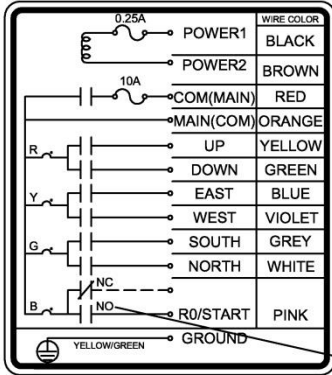 WIRE COLOR
0.25A POWER1 BLACK
POWER2 BROWN
10A COM(MAIN) RED
MAIN(COM) ORANGE
R UP YELLOW
DOWN GREEN
Y EAST BLUE
WEST VIOLET
G SOUTH GREY
NORTH WHITE
NC
B NO R0/START PINK
YELLOW/GREEN GROUND